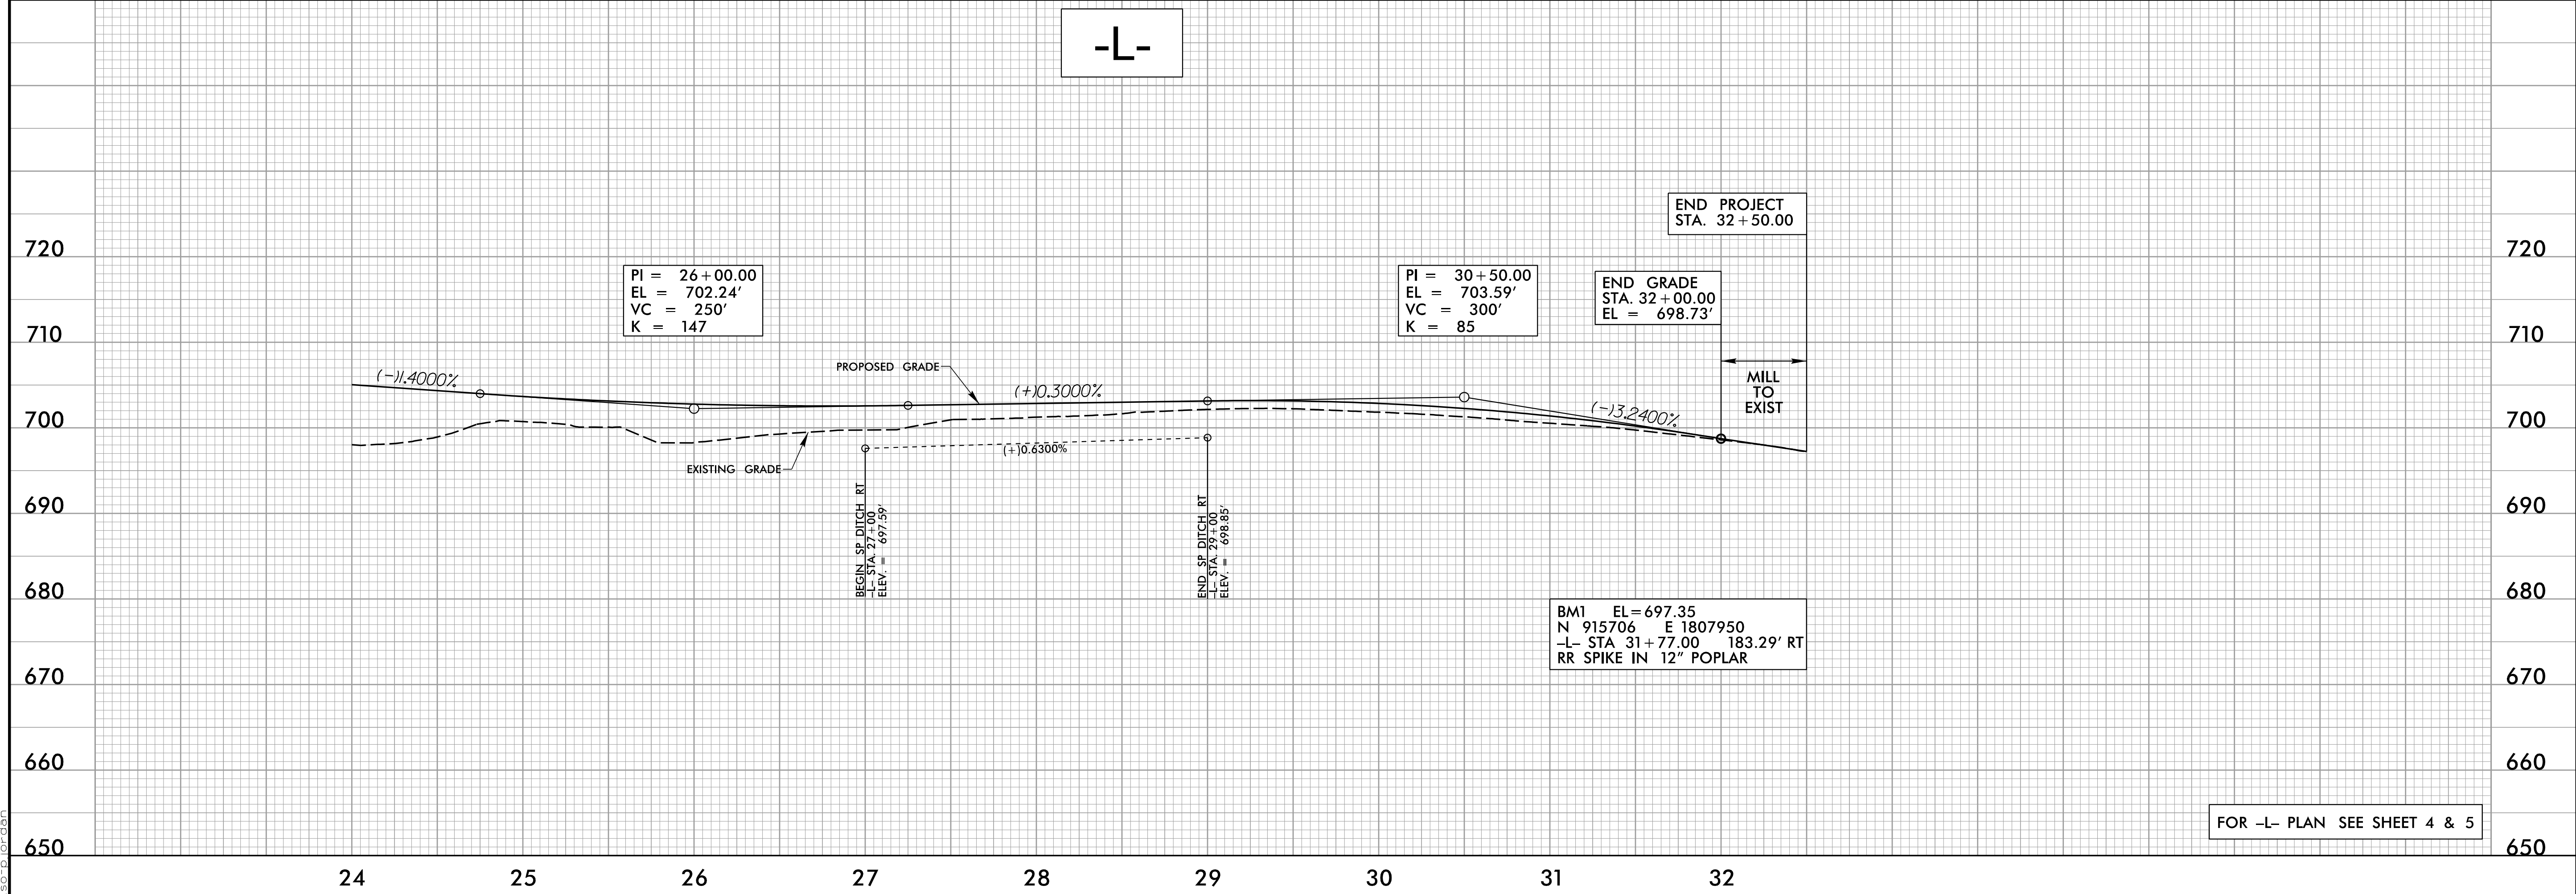 -L-
END PROJECT
STA. 32+50.00
PI = 26+00.00
EL = 702.24'
VC = 250'
K = 147
PI = 30+50.00
EL = 703.59'
VC = 300'
K = 85
END GRADE
STA. 32+00.00
EL = 698.73'
MILL
TO
EXIST
(-)1.4000%
PROPOSED GRADE
(+)0.3000%
(-)3.2400%
EXISTING GRADE
(+)0.6300%
BEGIN SP DITCH RT
-L- STA. 27+00
ELEV. = 697.59'
END SP DITCH RT
-L- STA. 29+00
ELEV. = 698.85'
BM1 EL=697.35
N 915706 E 1807950
-L- STA 31+77.00 183.29' RT
RR SPIKE IN 12" POPLAR
FOR -L- PLAN SEE SHEET 4 & 5
720 720
710 710
700 700
690 690
680 680
670 670
660 660
650 650
24 25 26 27 28 29 30 31 32